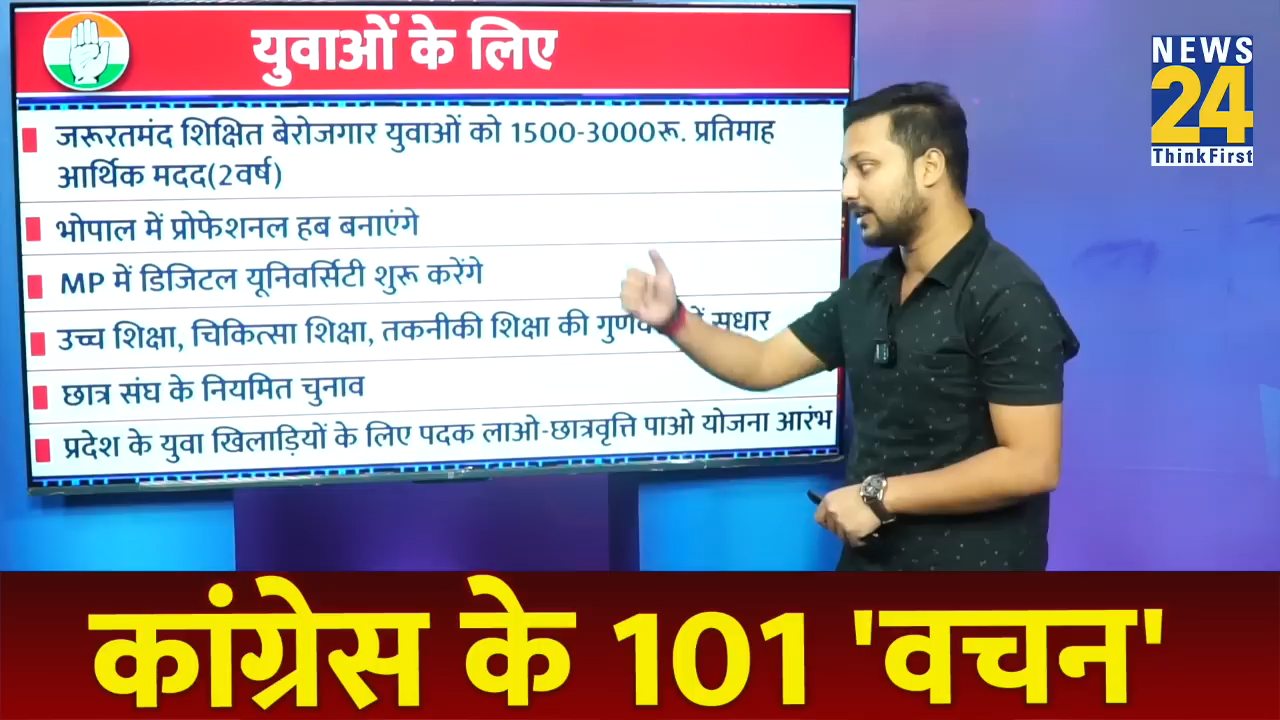 युवाओं के लिए
NEWS
24
ThinkFirst
जरूरतमंद शिक्षित बेरोजगार युवाओं को 1500-3000रू. प्रतिमाह
आर्थिक मदद(2वर्ष)
भोपाल में प्रोफेशनल हब बनाएंगे
MP में डिजिटल यूनिवर्सिटी शुरू करेंगे
उच्च शिक्षा, चिकित्सा शिक्षा, तकनीकी शिक्षा की सुधार
छात्र संघ के नियमित चुनाव
प्रदेश के युवा खिलाड़ियों के लिए पदक लाओ-छात्रवृत्ति पाओ योजना आरंभ
कांग्रेस के 101 'वचन'